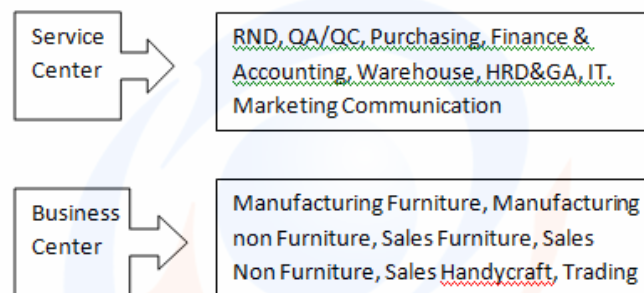 Service
Center
RND, QA/QC, Purchasing, Finance &
Accounting, Warehouse, HRD&GA, IT.
Marketing Communication
Business
Center
Manufacturing Furniture, Manufacturing
non Furniture, Sales Furniture, Sales
Non Furniture, Sales Handycraft, Trading